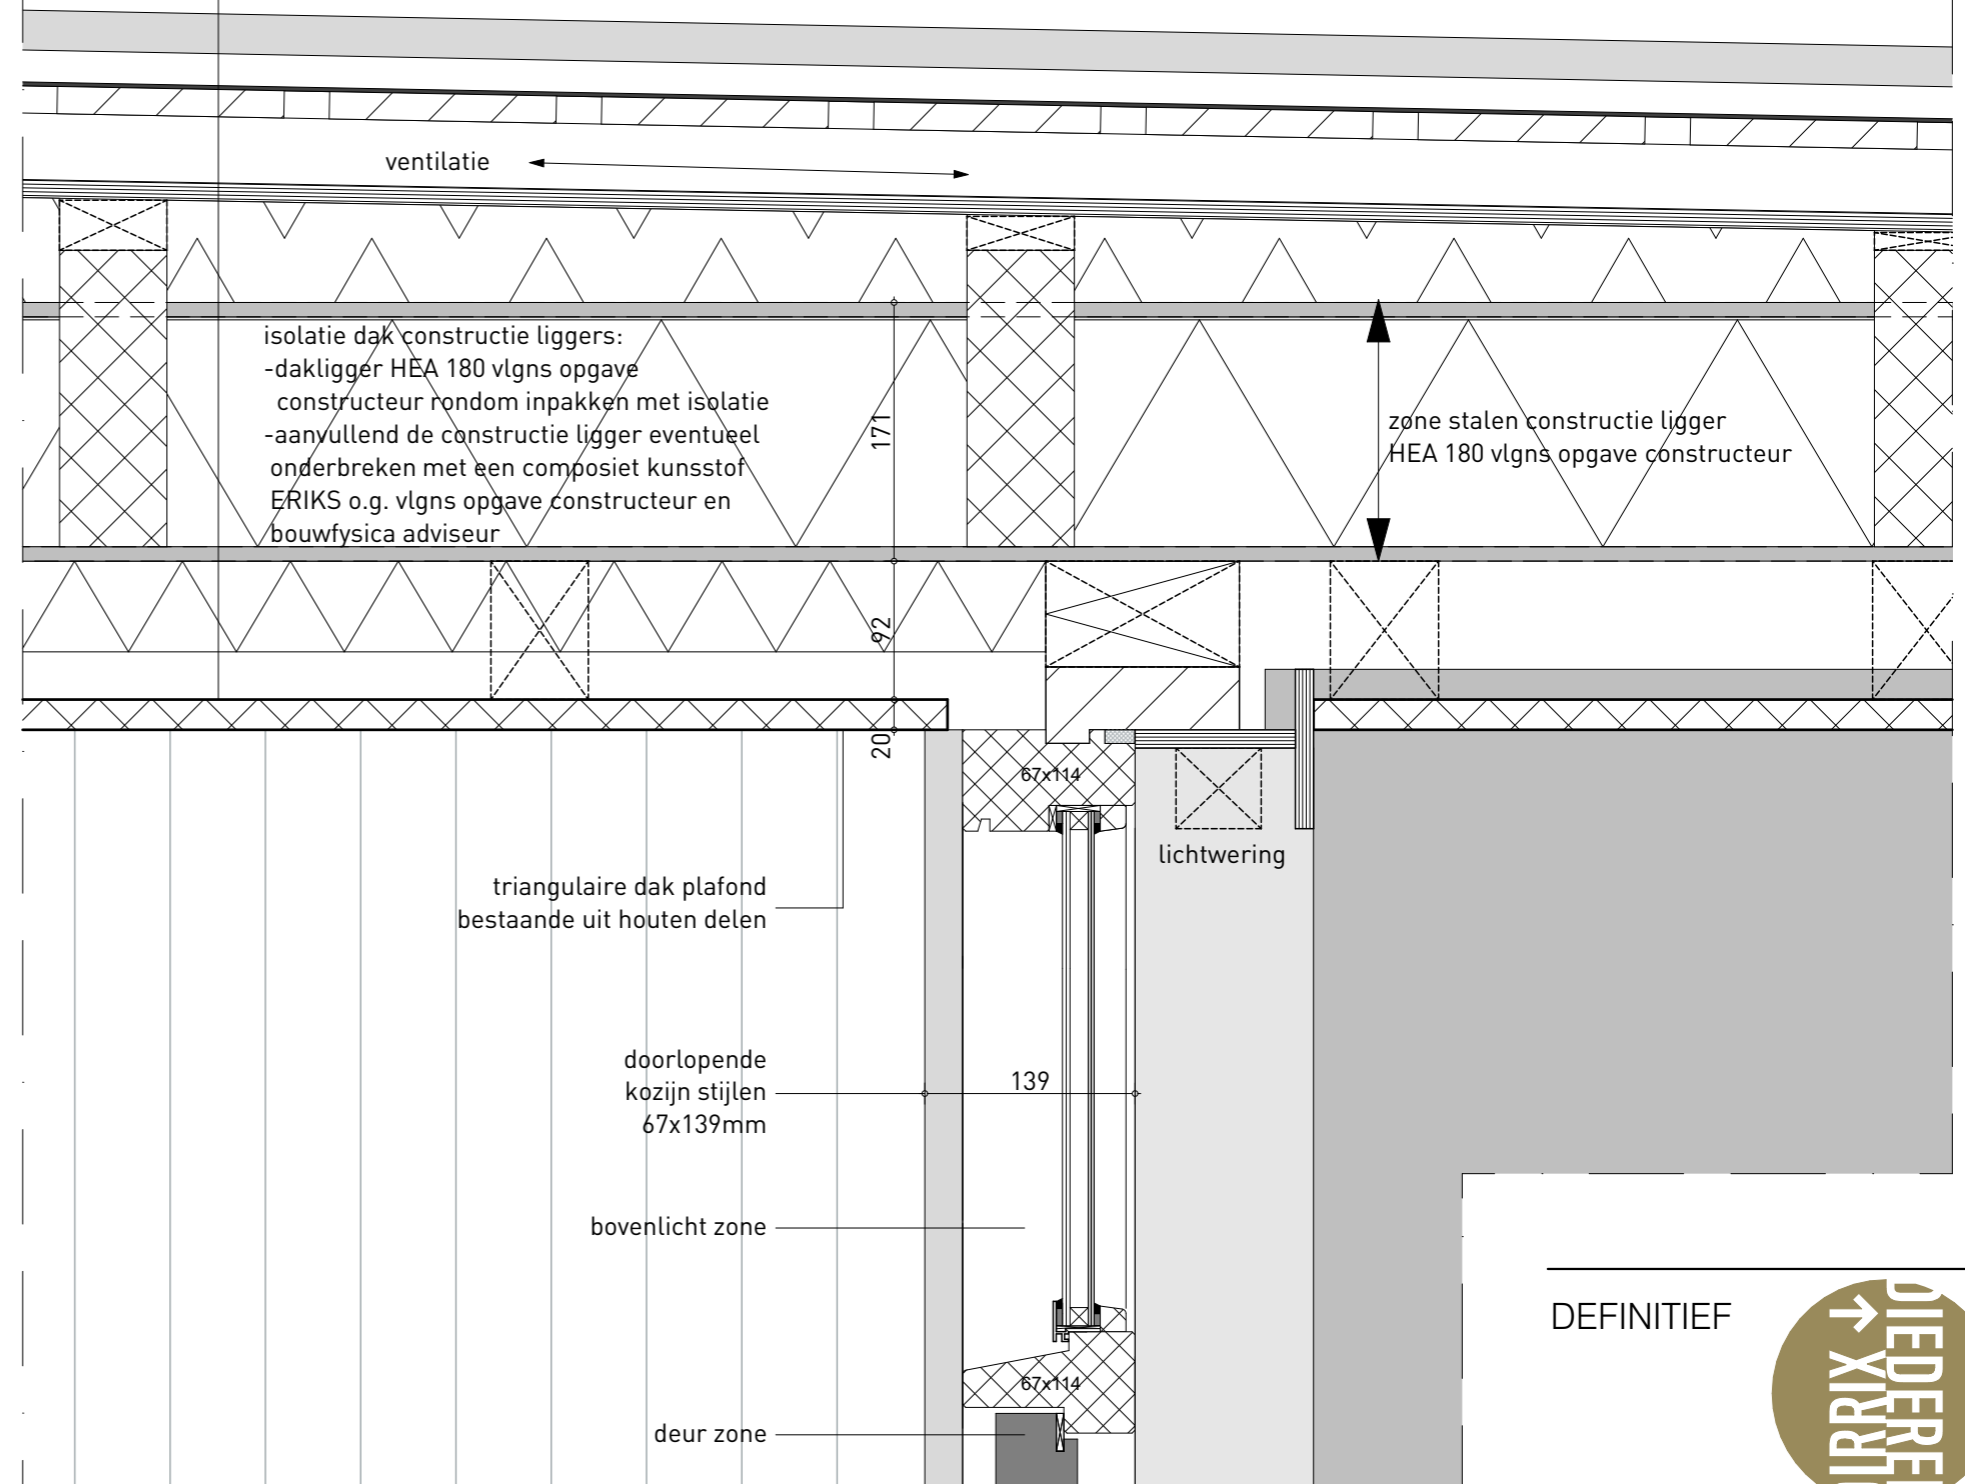 ventilatie
isolatie dak constructie liggers:
-dakligger HEA 180 vlgns opgave
constructeur rondom inpakken met isolatie
-aanvullend de constructie ligger eventueel
onderbreken met een composiet kunsstof
ERIKS o.g. vlgns opgave constructeur en
bouwfysica adviseur
171
zone stalen constructie ligger
HEA 180 vlgns opgave constructeur
92
20
67x114
lichtwering
triangulaire dak plafond
bestaande uit houten delen
doorlopende
kozijn stijlen
67x139mm
139
bovenlicht zone
67x114
deur zone
DEFINITIEF